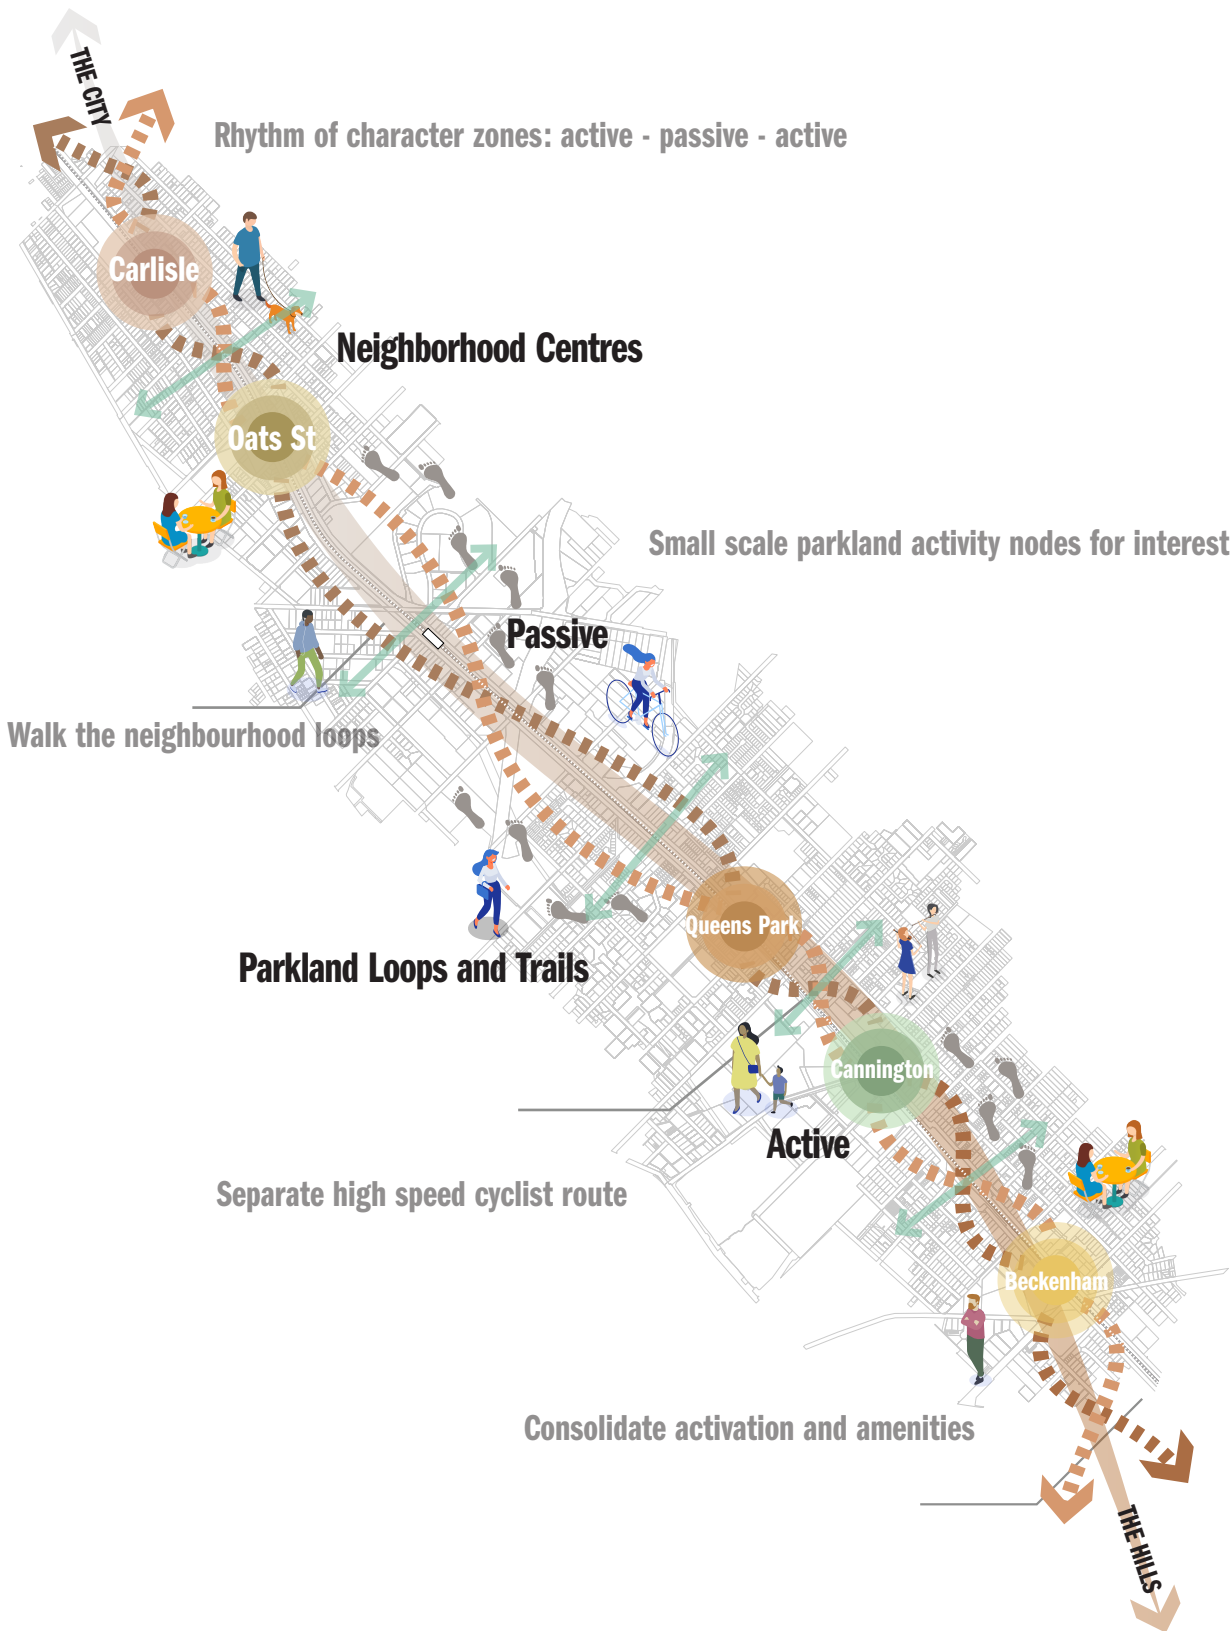 THE CITY
Rhythm of character zones: active - passive - active
Carlisle
Neighborhood Centres
Oats St
Small scale parkland activity nodes for interest
Passive
Walk the neighbourhood loops
Queens Park
Parkland Loops and Trails
Cannington
Active
Separate high speed cyclist route
Beckenham
Consolidate activation and amenities
THE HILLS